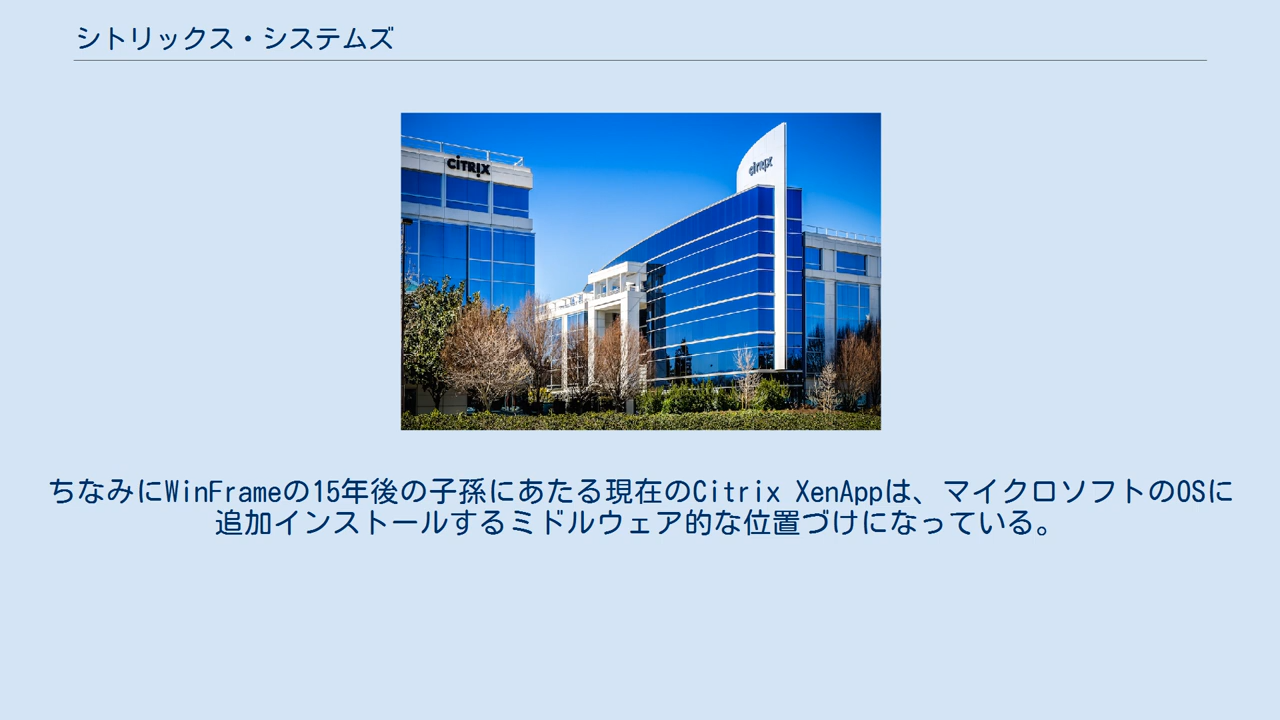 シトリックス・システムズ
CİTRIX
citrix
ちなみにWinFrameの15年後の子孫にあたる現在のCitrix XenAppは、マイクロソフトのOSに
追加インストールするミドルウェア的な位置づけになっている。